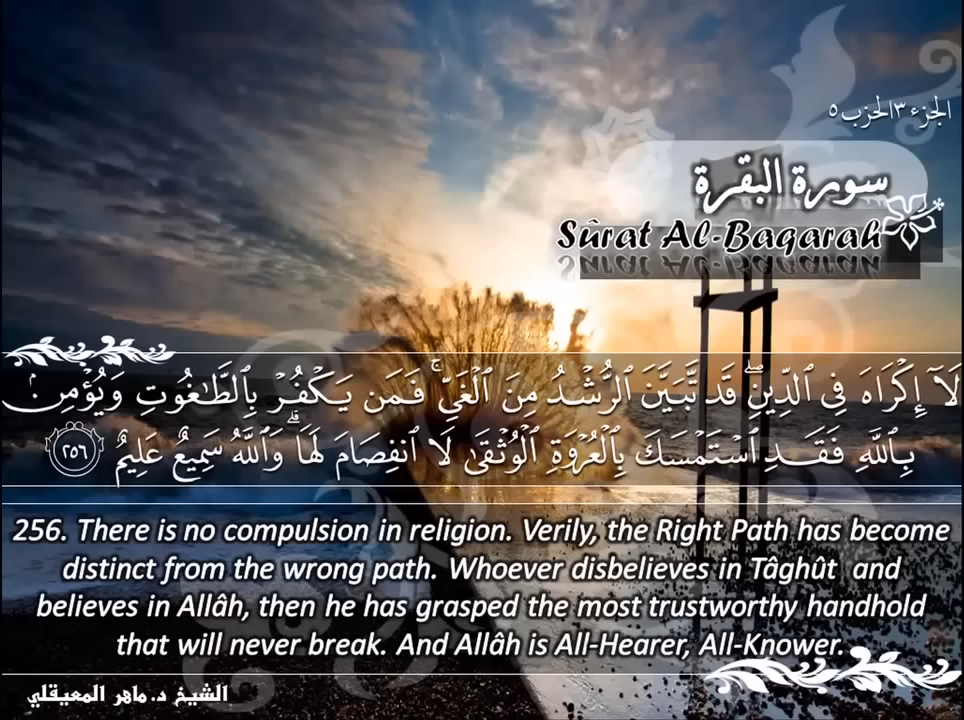 الجزء ٣ الحزب ٥
سورة البقرة
Sûrat Al-Baqarah
لَآ إِكْرَاهَ فِى ٱلدِّينِ ۖ قَد تَّبَيَّنَ ٱلرُّشْدُ مِنَ ٱلْغَىِّ ۚ فَمَن يَكْفُرْ بِٱلطَّٰغُوتِ وَيُؤْمِنۢ
بِٱللَّهِ فَقَدِ ٱسْتَمْسَكَ بِٱلْعُرْوَةِ ٱلْوُثْقَىٰ لَا ٱنفِصَامَ لَهَا ۗ وَٱللَّهُ سَمِيعٌ عَلِيمٌ ٢٥٦
256. There is no compulsion in religion. Verily, the Right Path has become
distinct from the wrong path. Whoever disbelieves in Tâghût and
believes in Allâh, then he has grasped the most trustworthy handhold
that will never break. And Allâh is All-Hearer, All-Knower.
الشيخ د. ماهر المعيقلي